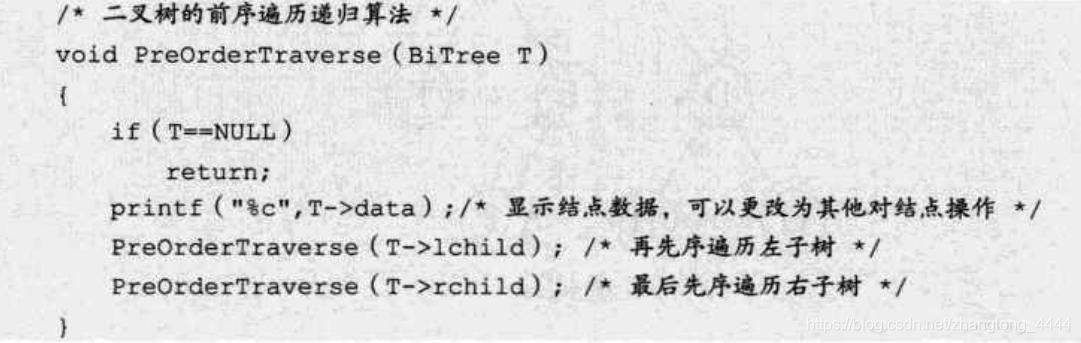 /* 二叉树的前序遍历递归算法 */
void PreOrderTraverse(BiTree T)
{
if(T==NULL)
return;
printf("%c",T->data);/* 显示结点数据，可以更改为其他对结点操作 */
PreOrderTraverse(T->lchild); /* 再先序遍历左子树 */
PreOrderTraverse(T->rchild); /* 最后先序遍历右子树 */
}
https://blog.csdn.net/zhanglong_4444